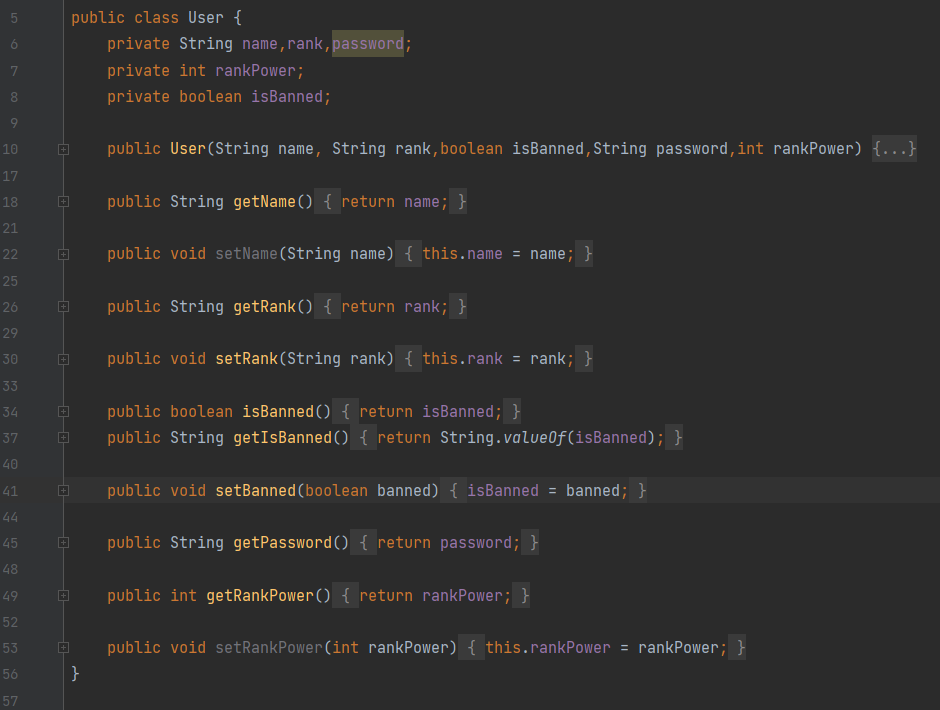 5 public class User {
6 private String name,rank,password;
7 private int rankPower;
8 private boolean isBanned;
9
10 public User(String name, String rank,boolean isBanned,String password,int rankPower) {...}
17
18 public String getName() { return name; }
21
22 public void setName(String name) { this.name = name; }
25
26 public String getRank() { return rank; }
29
30 public void setRank(String rank) { this.rank = rank; }
33
34 public boolean isBanned() { return isBanned; }
37 public String getIsBanned() { return String.valueOf(isBanned); }
40
41 public void setBanned(boolean banned) { isBanned = banned; }
44
45 public String getPassword() { return password; }
48
49 public int getRankPower() { return rankPower; }
52
53 public void setRankPower(int rankPower) { this.rankPower = rankPower; }
56 }
57